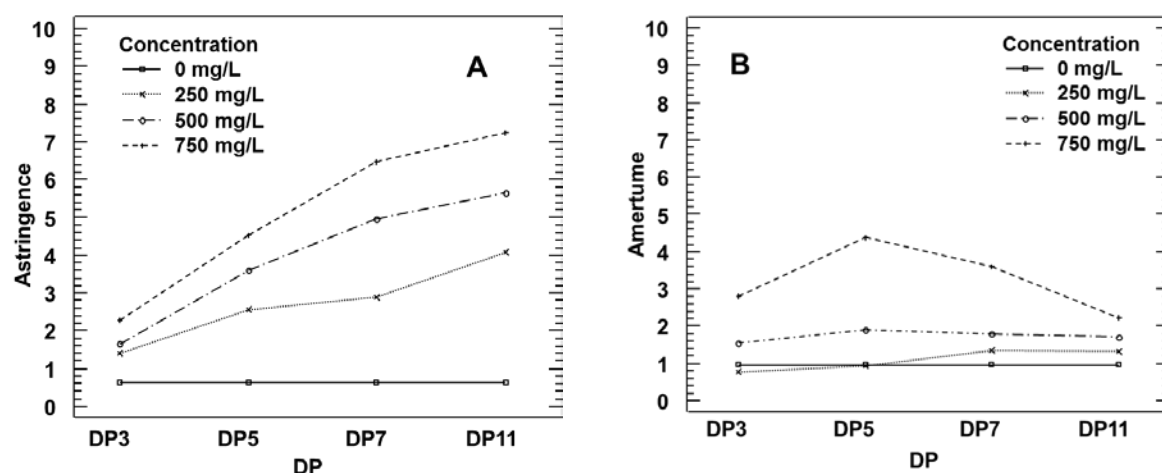 A
Concentration
0 mg/L
250 mg/L
500 mg/L
750 mg/L
Astringence
10
9
8
7
6
5
4
3
2
1
0
DP3 DP5 DP7 DP11
DP
B
Concentration
0 mg/L
250 mg/L
500 mg/L
750 mg/L
Amertume
10
9
8
7
6
5
4
3
2
1
0
DP3 DP5 DP7 DP11
DP